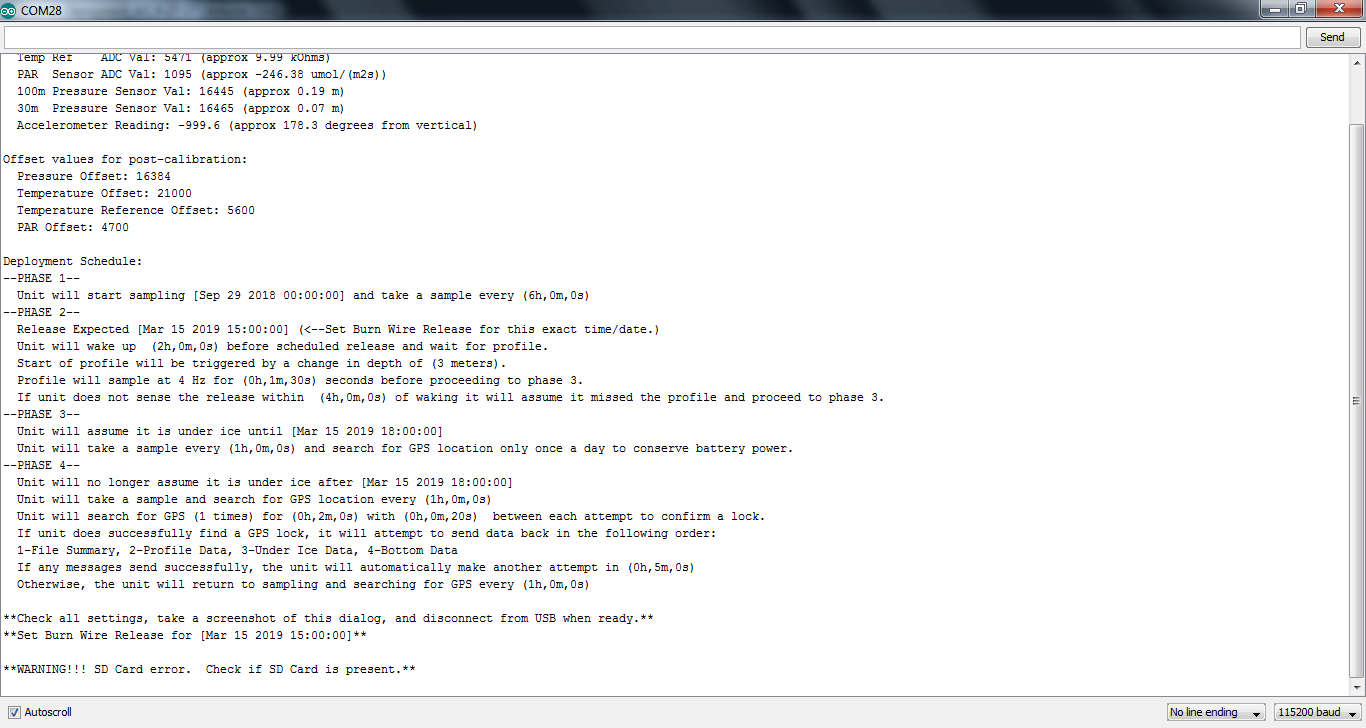 COM28
Send
Temp Ref    ADC Val: 5471 (approx 9.99 kOhms)
PAR  Sensor ADC Val: 1095 (approx -246.38 umol/(m2s))
100m Pressure Sensor Val: 16445 (approx 0.19 m)
30m  Pressure Sensor Val: 16465 (approx 0.07 m)
Accelerometer Reading: -999.6 (approx 178.3 degrees from vertical)
Offset values for post-calibration:
Pressure Offset: 16384
Temperature Offset: 21000
Temperature Reference Offset: 5600
PAR Offset: 4700
Deployment Schedule:
--PHASE 1--
Unit will start sampling [Sep 29 2018 00:00:00] and take a sample every (6h,0m,0s)
--PHASE 2--
Release Expected [Mar 15 2019 15:00:00] (<--Set Burn Wire Release for this exact time/date.)
Unit will wake up  (2h,0m,0s) before scheduled release and wait for profile.
Start of profile will be triggered by a change in depth of (3 meters).
Profile will sample at 4 Hz for (0h,1m,30s) seconds before proceeding to phase 3.
If unit does not sense the release within  (4h,0m,0s) of waking it will assume it missed the profile and proceed to phase 3.
--PHASE 3--
Unit will assume it is under ice until [Mar 15 2019 18:00:00]
Unit will take a sample every (1h,0m,0s) and search for GPS location only once a day to conserve battery power.
--PHASE 4--
Unit will no longer assume it is under ice after [Mar 15 2019 18:00:00]
Unit will take a sample and search for GPS location every (1h,0m,0s)
Unit will search for GPS (1 times) for (0h,2m,0s) with (0h,0m,20s)  between each attempt to confirm a lock.
If unit does successfully find a GPS lock, it will attempt to send data back in the following order:
1-File Summary, 2-Profile Data, 3-Under Ice Data, 4-Bottom Data
If any messages send successfully, the unit will automatically make another attempt in (0h,5m,0s)
Otherwise, the unit will return to sampling and searching for GPS every (1h,0m,0s)
**Check all settings, take a screenshot of this dialog, and disconnect from USB when ready.**
**Set Burn Wire Release for [Mar 15 2019 15:00:00]**
**WARNING!!! SD Card error.  Check if SD Card is present.**
Autoscroll
No line ending
115200 baud